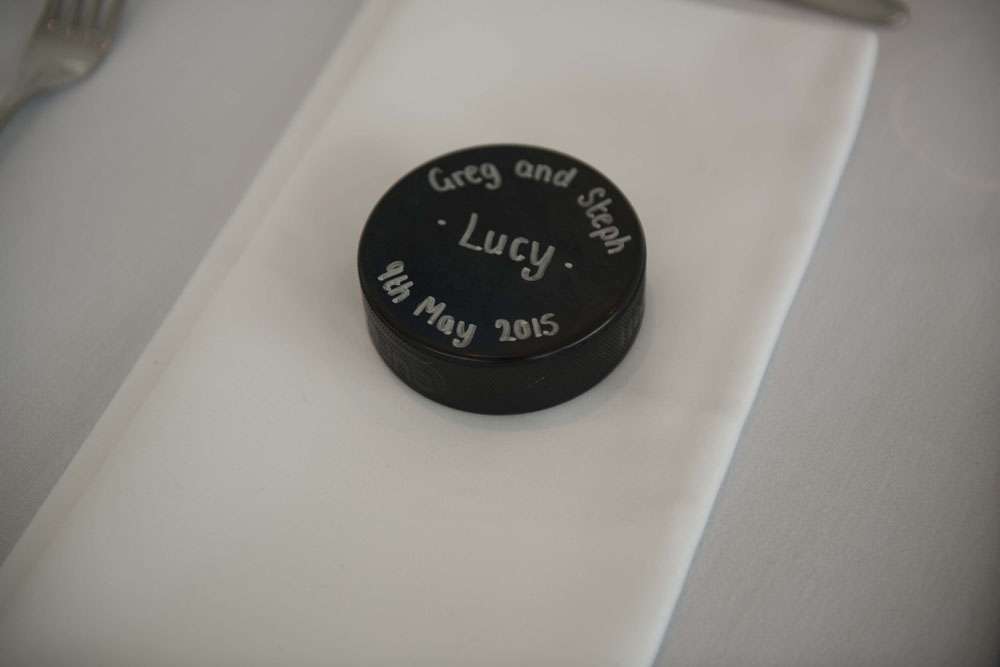 Greg and Steph
· Lucy ·
9th May 2015